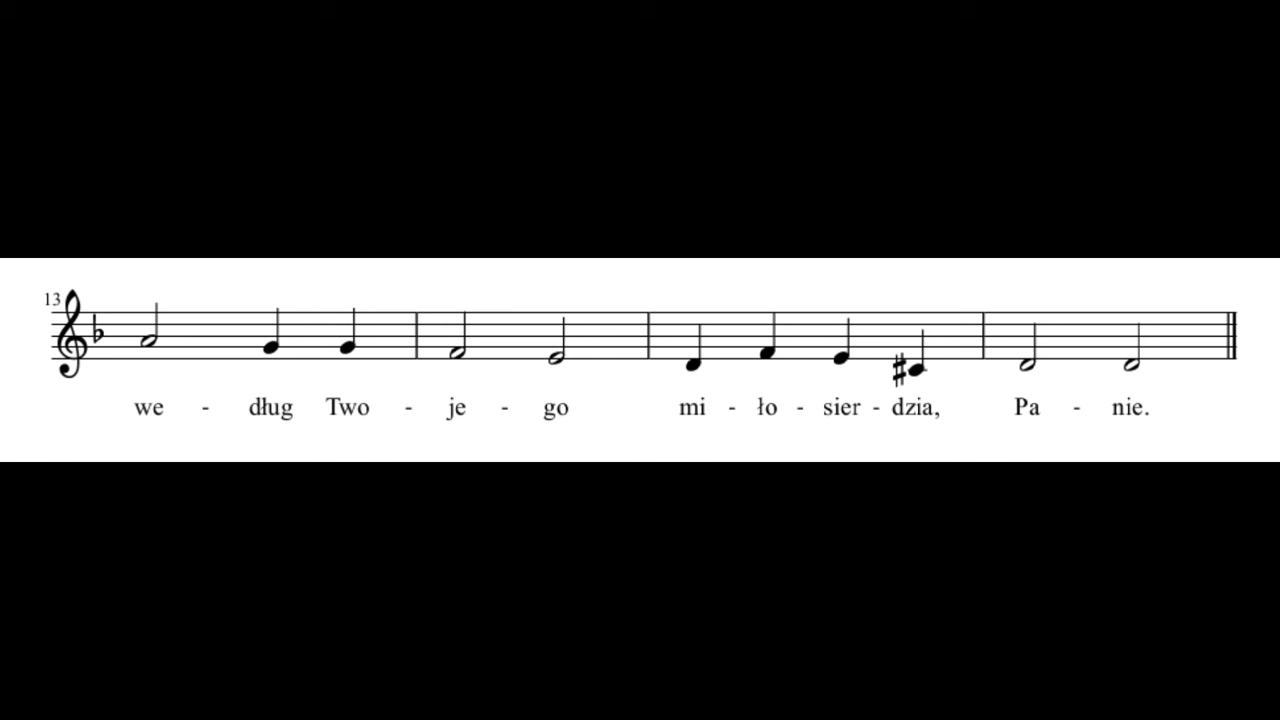 13
we - dług Two - je - go mi - ło - sier - dzia, Pa - nie.